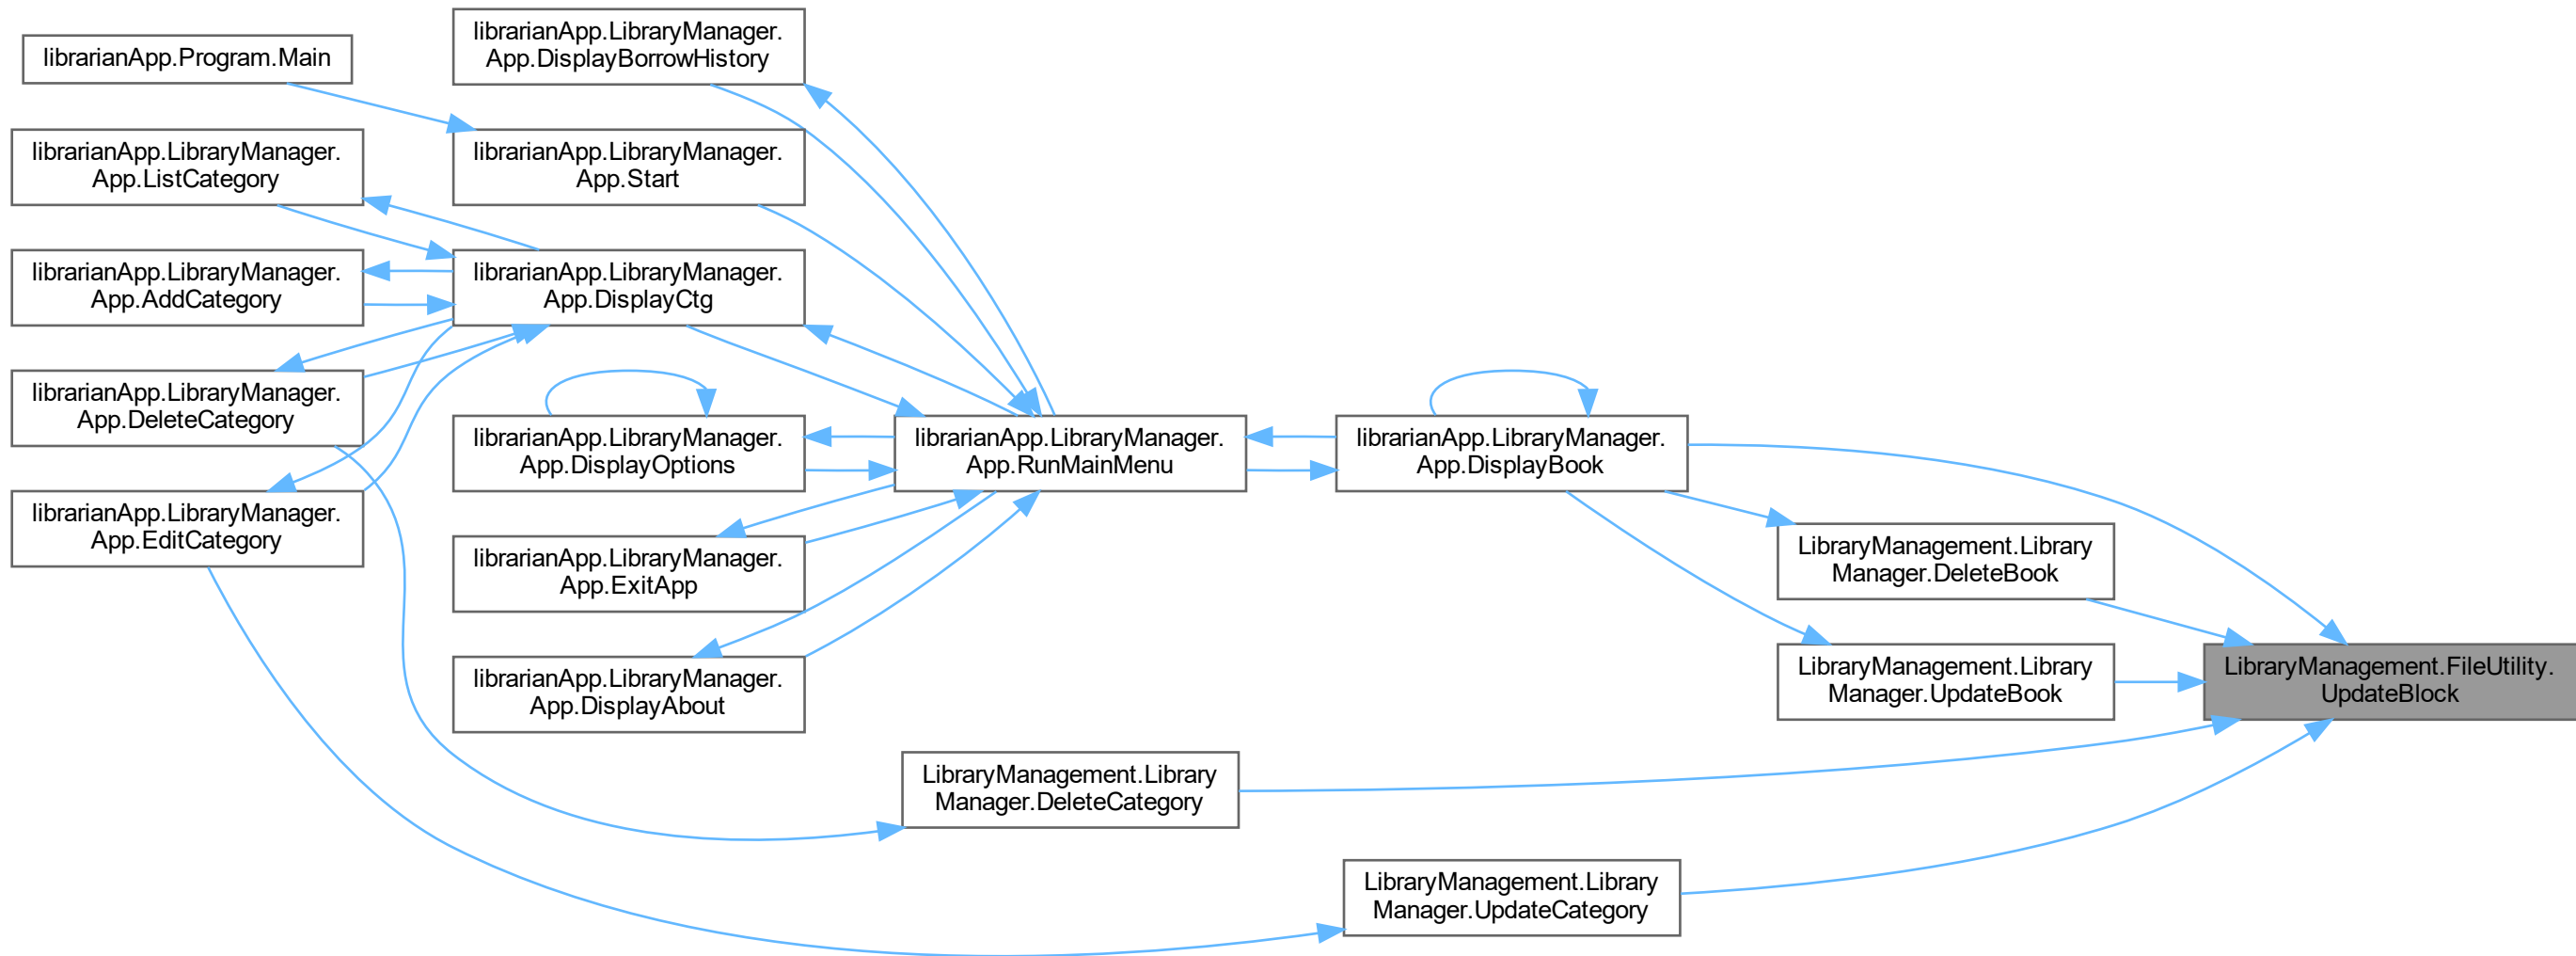 librarianApp.Program.Main
librarianApp.LibraryManager.
App.ListCategory
librarianApp.LibraryManager.
App.AddCategory
librarianApp.LibraryManager.
App.DeleteCategory
librarianApp.LibraryManager.
App.EditCategory
librarianApp.LibraryManager.
App.DisplayBorrowHistory
librarianApp.LibraryManager.
App.Start
librarianApp.LibraryManager.
App.DisplayCtg
librarianApp.LibraryManager.
App.DisplayOptions
librarianApp.LibraryManager.
App.ExitApp
librarianApp.LibraryManager.
App.DisplayAbout
librarianApp.LibraryManager.
App.RunMainMenu
LibraryManagement.Library
Manager.DeleteCategory
librarianApp.LibraryManager.
App.DisplayBook
LibraryManagement.Library
Manager.UpdateCategory
LibraryManagement.Library
Manager.DeleteBook
LibraryManagement.Library
Manager.UpdateBook
LibraryManagement.FileUtility.
UpdateBlock